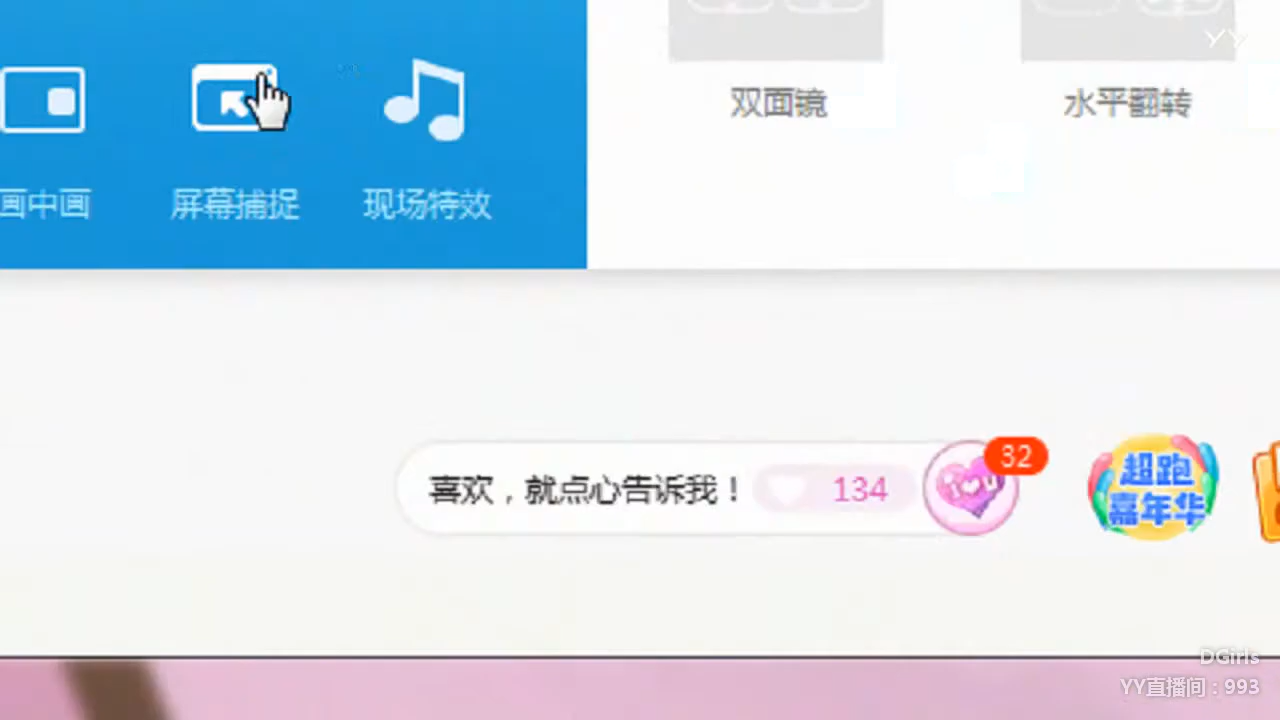 YY
双面镜
水平翻转
画中画
屏幕捕捉
现场特效
喜欢，就点心告诉我！
134
I U
32
超跑
嘉年华
DGirls
YY直播间：993